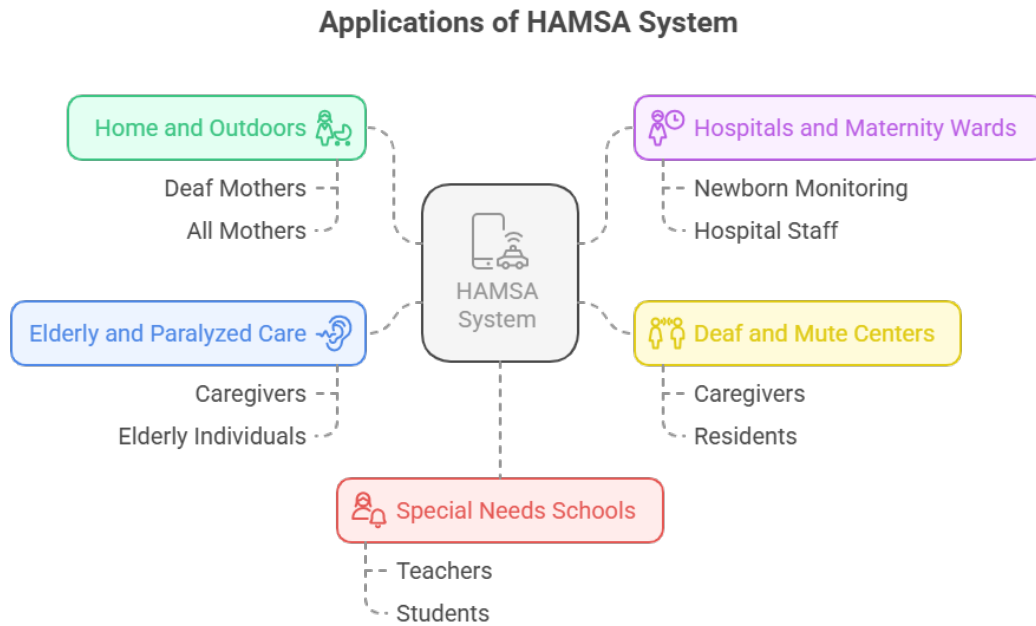 Applications of HAMSA System
Home and Outdoors
Deaf Mothers
All Mothers
Hospitals and Maternity Wards
Newborn Monitoring
Hospital Staff
HAMSA
System
Elderly and Paralyzed Care
Caregivers
Elderly Individuals
Deaf and Mute Centers
Caregivers
Residents
Special Needs Schools
Teachers
Students